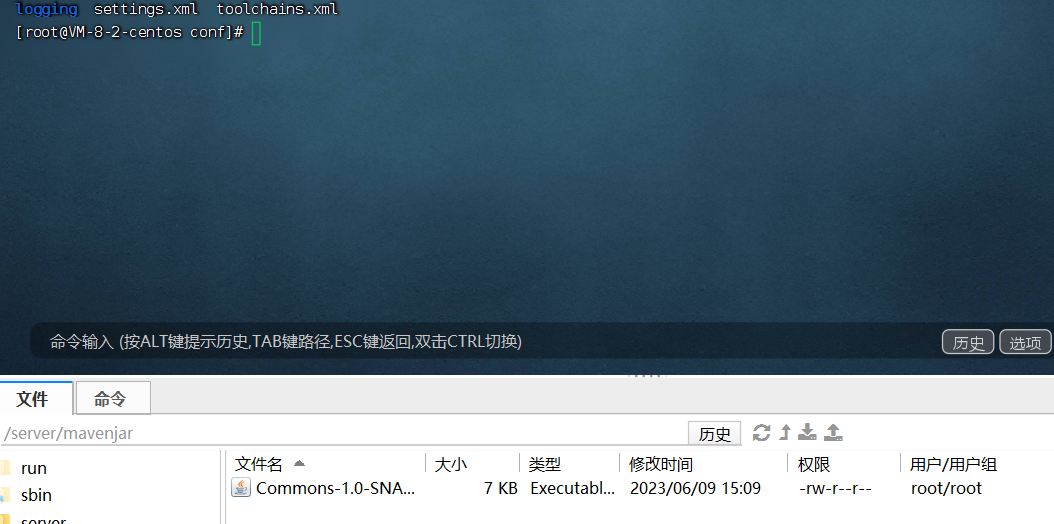 logging settings.xml toolchains.xml
[root@VM-8-2-centos conf]#
命令输入 (按ALT键提示历史,TAB键路径,ESC键返回,双击CTRL切换) 历史 选项
文件 命令
/server/mavenjar 历史
文件名 大小 类型 修改时间 权限 用户/用户组
run
Commons-1.0-SNA... 7 KB Executabl... 2023/06/09 15:09 -rw-r--r-- root/root
sbin
server